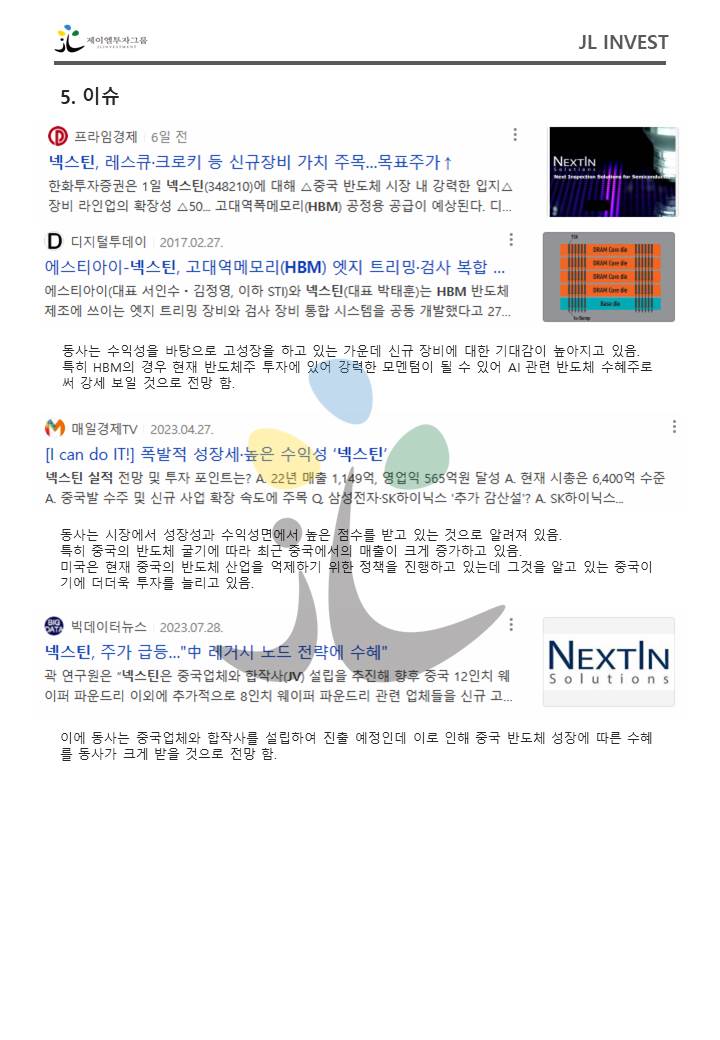 제이엘투자그룹
JL INVESTMENT
JL INVEST
5. 이슈
프라임경제 6일 전
넥스틴, 레스큐·크로키 등 신규장비 가치 주목...목표주가↑
한화투자증권은 1일 넥스틴(348210)에 대해 △중국 반도체 시장 내 강력한 입지△
장비 라인업의 확장성 △50... 고대역폭메모리(HBM) 공정용 공급이 예상된다. 디...
NEXTIN
Solutions
Next Inspection Solutions for Semiconductor
디지털투데이 2017.02.27.
에스티아이-넥스틴, 고대역메모리(HBM) 엣지 트리밍·검사 복합 ...
에스티아이(대표 서인수·김정영, 이하 STI)와 넥스틴(대표 박태훈)는 HBM 반도체
제조에 쓰이는 엣지 트리밍 장비와 검사 장비 통합 시스템을 공동 개발했다고 27...
TSV
DRAM Core die
DRAM Core die
DRAM Core die
DRAM Core die
Base die
동사는 수익성을 바탕으로 고성장을 하고 있는 가운데 신규 장비에 대한 기대감이 높아지고 있음.
특히 HBM의 경우 현재 반도체주 투자에 있어 강력한 모멘텀이 될 수 있어 AI 관련 반도체 수혜주로
써 강세 보일 것으로 전망 함.
매일경제TV 2023.04.27.
[I can do IT!] 폭발적 성장세·높은 수익성 ‘넥스틴’
넥스틴 실적 전망 및 투자 포인트는? A. 22년 매출 1,149억, 영업익 565억원 달성 A. 현재 시총은 6,400억 수준
A. 중국발 수주 및 신규 사업 확장 속도에 주목 Q. 삼성전자·SK하이닉스 '추가 감산설'? A. SK하이닉스...
동사는 시장에서 성장성과 수익성면에서 높은 점수를 받고 있는 것으로 알려져 있음.
특히 중국의 반도체 굴기에 따라 최근 중국에서의 매출이 크게 증가하고 있음.
미국은 현재 중국의 반도체 산업을 억제하기 위한 정책을 진행하고 있는데 그것을 알고 있는 중국이
기에 더더욱 투자를 늘리고 있음.
BIG DATA
빅데이터뉴스 2023.07.28.
넥스틴, 주가 급등..."中 레거시 노드 전략에 수혜"
곽 연구원은 “넥스틴은 중국업체와 합작사(JV) 설립을 추진해 향후 중국 12인치 웨
이퍼 파운드리 이외에 추가적으로 8인치 웨이퍼 파운드리 관련 업체들을 신규 고...
NEXTIN
Solutions
이에 동사는 중국업체와 합작사를 설립하여 진출 예정인데 이로 인해 중국 반도체 성장에 따른 수혜
를 동사가 크게 받을 것으로 전망 함.